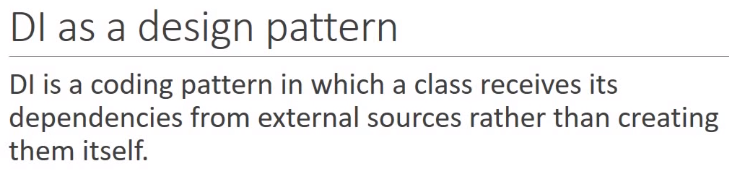 DI as a design pattern
DI is a coding pattern in which a class receives its
dependencies from external sources rather than creating
them itself.